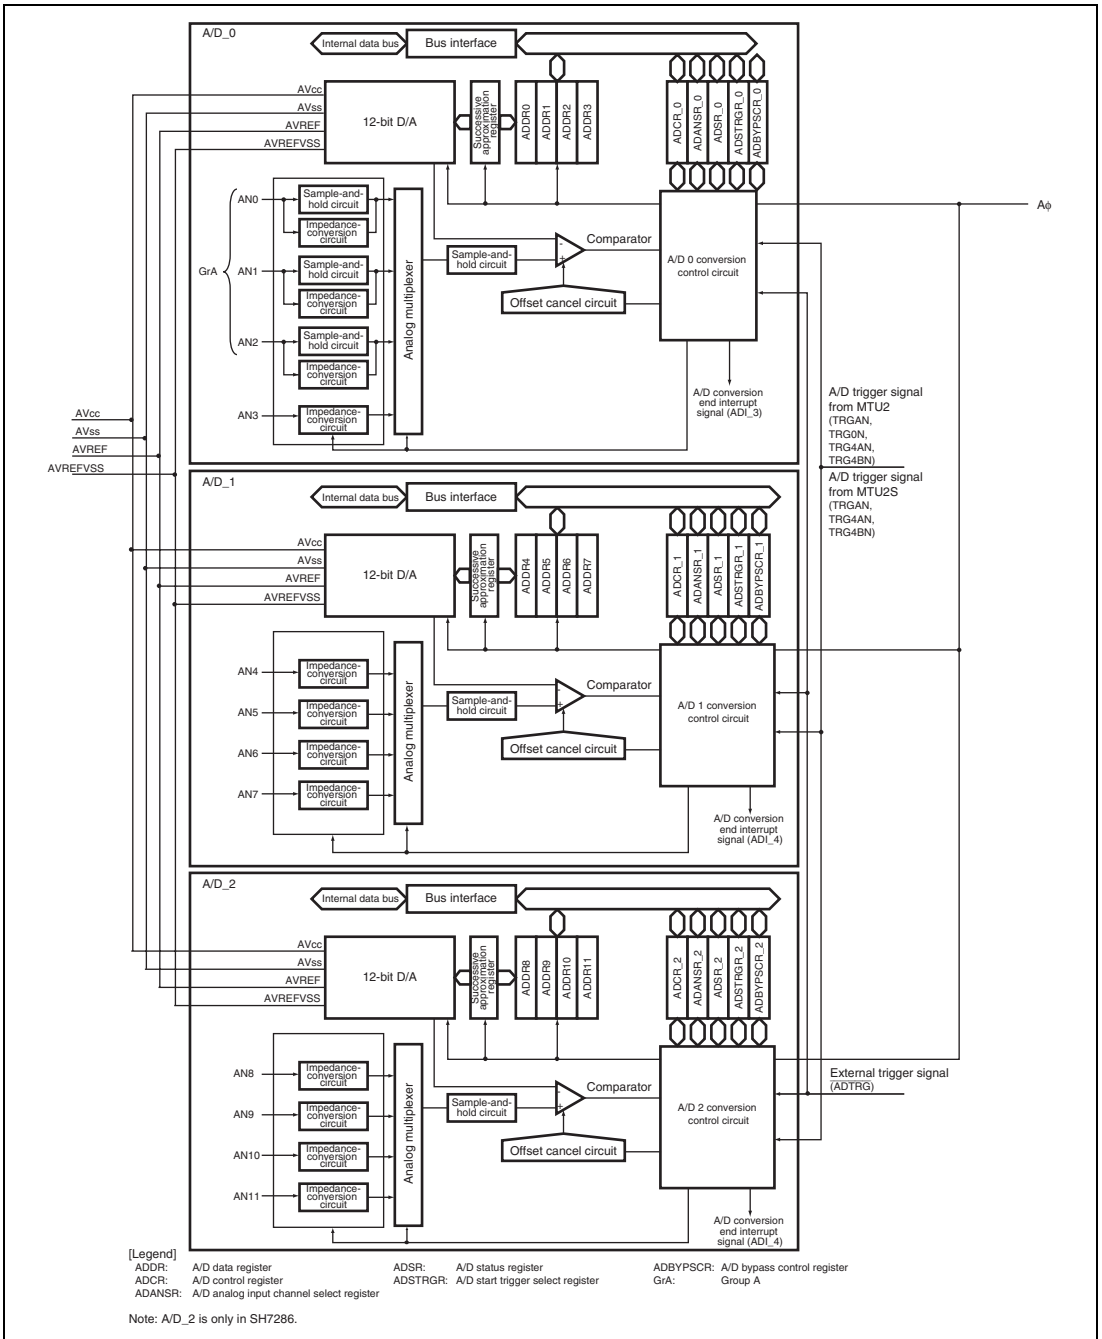 A/D_0
Internal data bus
Bus interface
AVcc
AVss
AVREF
AVREFVSS
12-bit D/A
Successive
approximation
register
ADDR0
ADDR1
ADDR2
ADDR3
ADCR_0
ADANSR_0
ADSR_0
ADSTRGR_0
ADBYPSCR_0
Aϕ
GrA
AN0
Sample-and-
hold circuit
Impedance-
conversion
circuit
AN1
Sample-and-
hold circuit
Impedance-
conversion
circuit
AN2
Sample-and-
hold circuit
Impedance-
conversion
circuit
AN3
Impedance-
conversion
circuit
Analog multiplexer
Sample-and-
hold circuit
-
+
Comparator
Offset cancel circuit
A/D 0 conversion
control circuit
A/D conversion
end interrupt
signal (ADI_3)
AVcc
AVss
AVREF
AVREFVSS
A/D trigger signal
from MTU2
(TRGAN,
TRG0N,
TRG4AN,
TRG4BN)
A/D trigger signal
from MTU2S
(TRGAN,
TRG4AN,
TRG4BN)
A/D_1
Internal data bus
Bus interface
AVcc
AVss
AVREF
AVREFVSS
12-bit D/A
Successive
approximation
register
ADDR4
ADDR5
ADDR6
ADDR7
ADCR_1
ADANSR_1
ADSR_1
ADSTRGR_1
ADBYPSCR_1
AN4
Impedance-
conversion
circuit
AN5
Impedance-
conversion
circuit
AN6
Impedance-
conversion
circuit
AN7
Impedance-
conversion
circuit
Analog multiplexer
Sample-and-
hold circuit
-
+
Comparator
Offset cancel circuit
A/D 1 conversion
control circuit
A/D conversion
end interrupt
signal (ADI_4)
A/D_2
Internal data bus
Bus interface
AVcc
AVss
AVREF
AVREFVSS
12-bit D/A
Successive
approximation
register
ADDR8
ADDR9
ADDR10
ADDR11
ADCR_2
ADANSR_2
ADSR_2
ADSTRGR_2
ADBYPSCR_2
AN8
Impedance-
conversion
circuit
AN9
Impedance-
conversion
circuit
AN10
Impedance-
conversion
circuit
AN11
Impedance-
conversion
circuit
Analog multiplexer
Sample-and-
hold circuit
-
+
Comparator
Offset cancel circuit
A/D 2 conversion
control circuit
External trigger signal
(ADTRG)
A/D conversion
end interrupt
signal (ADI_4)
[Legend]
ADDR: A/D data register
ADCR: A/D control register
ADANSR: A/D analog input channel select register
ADSR: A/D status register
ADSTRGR: A/D start trigger select register
ADBYPSCR: A/D bypass control register
GrA: Group A
Note: A/D_2 is only in SH7286.